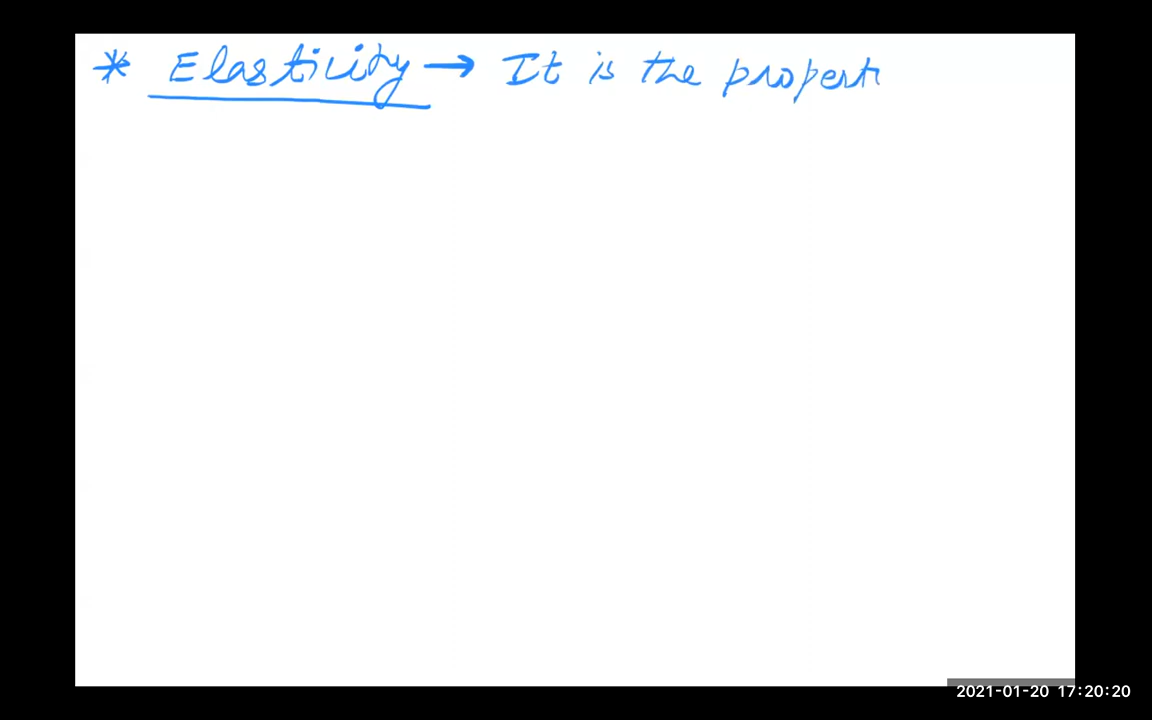 * Elasticity → It is the propert
2021-01-20 17:20:20